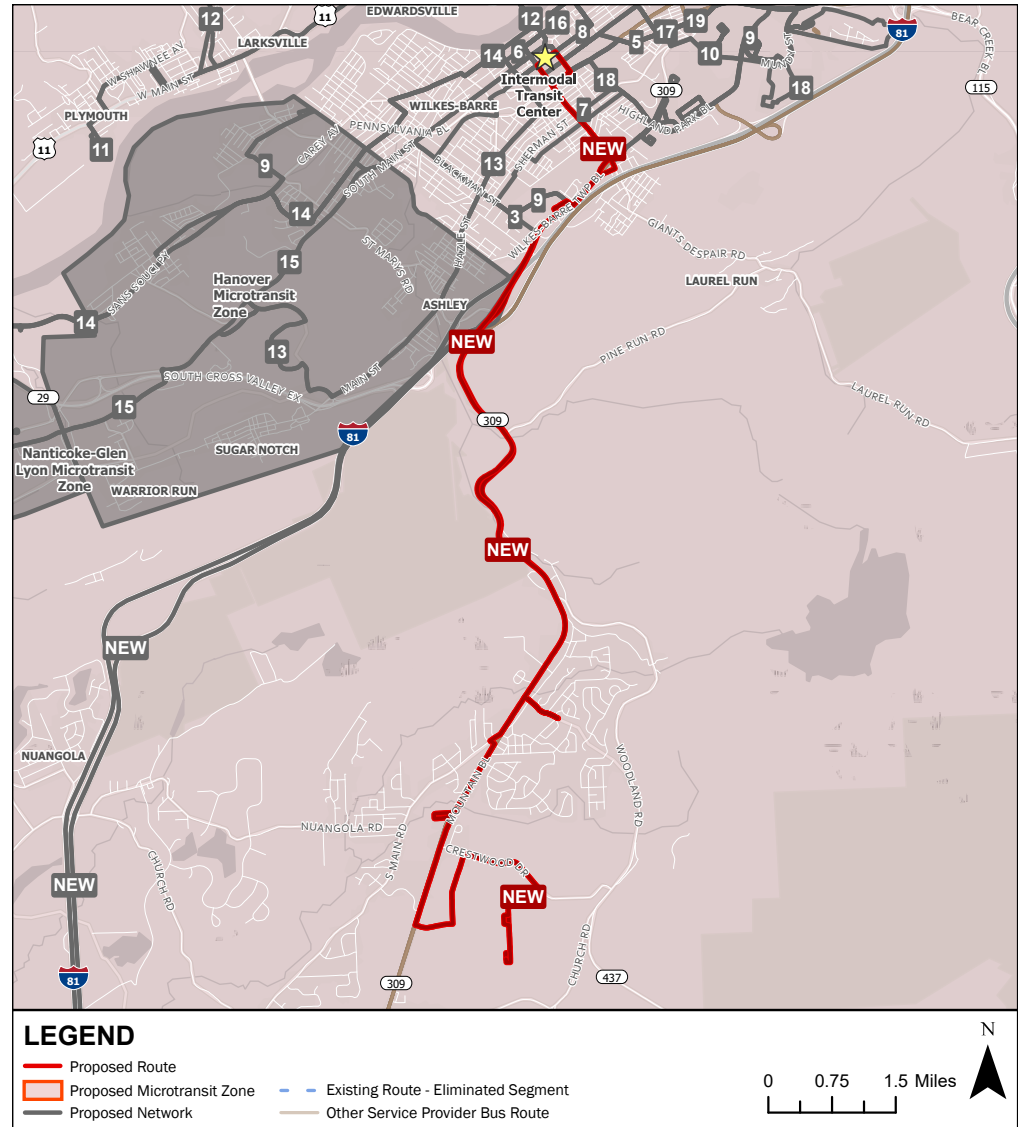 EDWARDSVILLE
11
12
12
16
8
17
19
81
LARKSVILLE
14
6
5
10
9
BEAR CREEK BL
W SHAWNEE AV
W MAIN ST
Intermodal
Transit
Center
18
309
MUNDY ST
18
115
PLYMOUTH
WILKES-BARRE
7
HIGHLAND PARK BL
11
11
PENNSYLVANIA BL
CAREY AV
SOUTH MAIN ST
SHERMAN ST
NEW
9
BLACKMAN ST
13
9
WILKES-BARRE TWP BL
14
3
GIANTS DESPAIR RD
HAZLE ST
ST MARYS RD
15
SANS SOUCI PY
Hanover
Microtransit
Zone
LAUREL RUN
ASHLEY
14
NEW
PINE RUN RD
13
MAIN ST
SOUTH CROSS VALLEY EX
29
15
LAUREL RUN RD
309
81
SUGAR NOTCH
Nanticoke-Glen
Lyon Microtransit
Zone
WARRIOR RUN
NEW
NEW
NUANGOLA
WOODLAND RD
MOUNTAIN BL
NUANGOLA RD
S MAIN RD
CRESTWOOD DR
CHURCH RD
NEW
NEW
CHURCH RD
81
309
437
LEGEND
Proposed Route
Proposed Microtransit Zone
Proposed Network
Existing Route - Eliminated Segment
Other Service Provider Bus Route
0 0.75 1.5 Miles
N